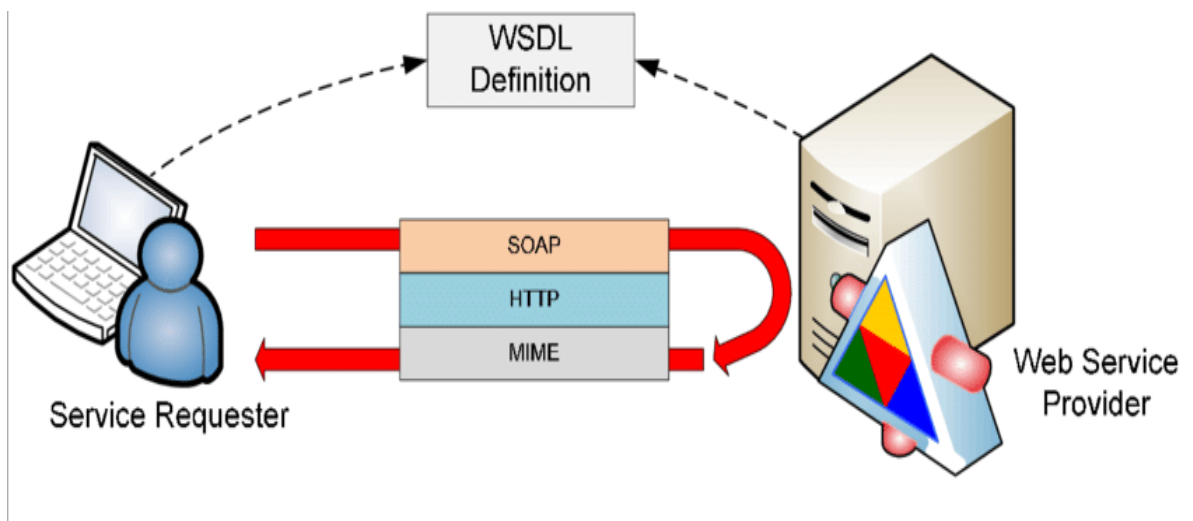 WSDL
Definition
SOAP
HTTP
MIME
Service Requester
Web Service
Provider